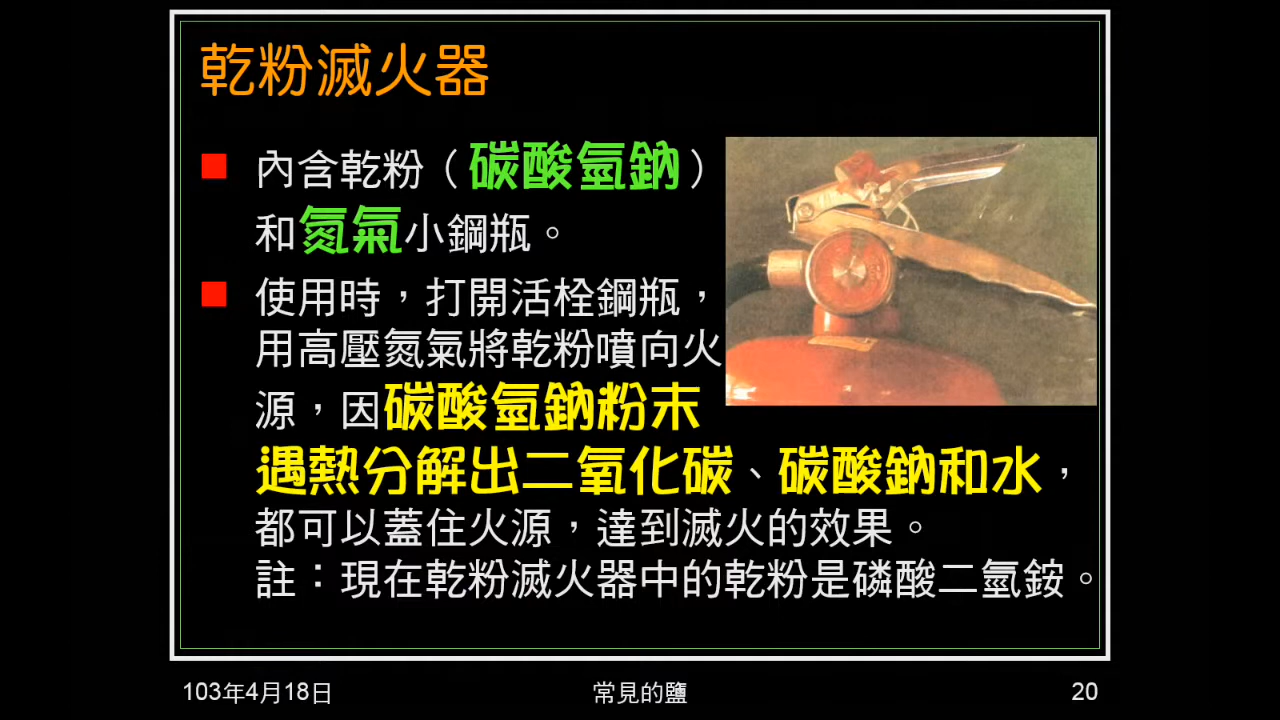 乾粉滅火器
內含乾粉（碳酸氫鈉）
和氮氣小鋼瓶。
使用時，打開活栓鋼瓶，
用高壓氮氣將乾粉噴向火
源，因碳酸氫鈉粉末
遇熱分解出二氧化碳、碳酸鈉和水，
都可以蓋住火源，達到滅火的效果。
註：現在乾粉滅火器中的乾粉是磷酸二氫銨。
103年4月18日
常見的鹽
20